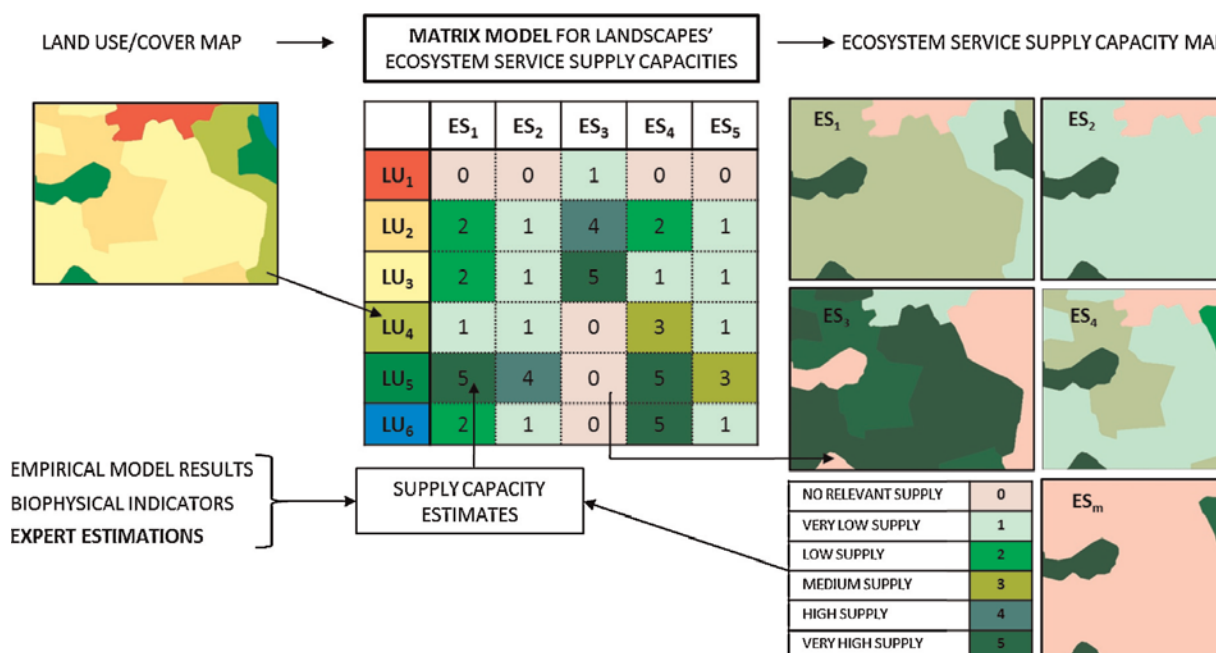 LAND USE/COVER MAP
MATRIX MODEL FOR LANDSCAPES'
ECOSYSTEM SERVICE SUPPLY CAPACITIES
ECOSYSTEM SERVICE SUPPLY CAPACITY MA
ES1 ES2 ES3 ES4 ES5
LU1 0 0 1 0 0
LU2 2 1 4 2 1
LU3 2 1 5 1 1
LU4 1 1 0 3 1
LU5 5 4 0 5 3
LU6 2 1 0 5 1
ES1
ES2
ES3
ES4
ESm
EMPIRICAL MODEL RESULTS
BIOPHYSICAL INDICATORS
EXPERT ESTIMATIONS
SUPPLY CAPACITY
ESTIMATES
NO RELEVANT SUPPLY 0
VERY LOW SUPPLY 1
LOW SUPPLY 2
MEDIUM SUPPLY 3
HIGH SUPPLY 4
VERY HIGH SUPPLY 5